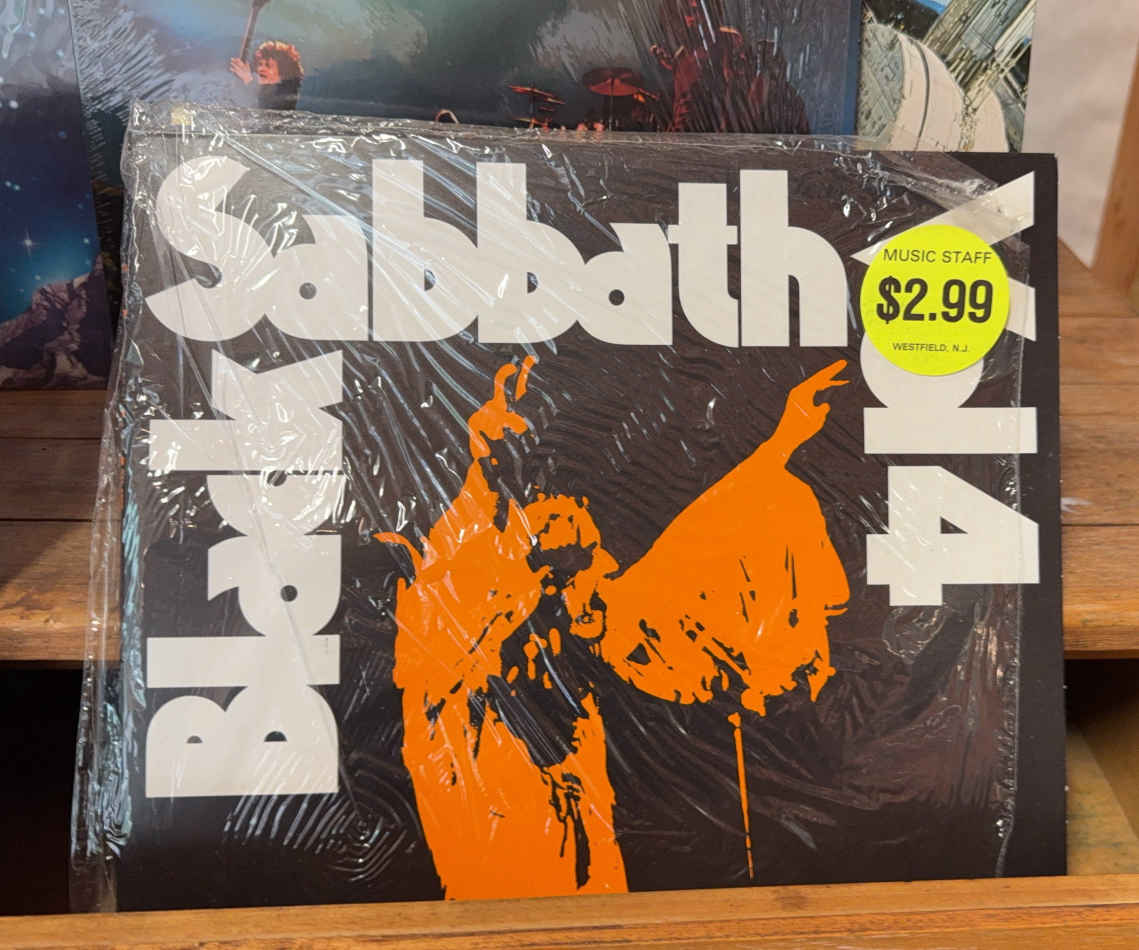 Black
Sabbath
Vol 4
MUSIC STAFF
$2.99
WESTFIELD, N.J.